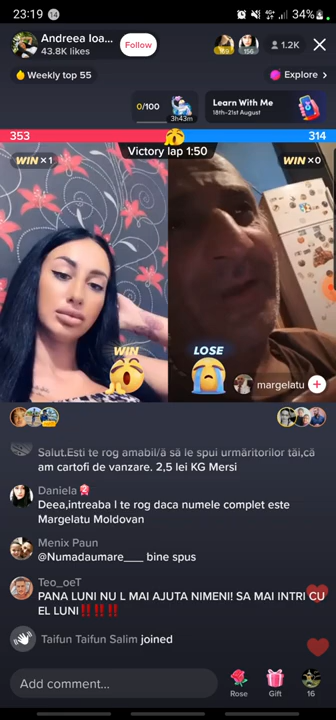 23:19 14 4G+ 34%
Andreea Ioa...
43.8K likes
Follow
169
156
1.2K
Weekly top 55
Explore >
0/100
3h43m
Learn With Me
18th-21st August
353
314
WIN ×1
Victory lap 1:50
WIN ×0
WIN
LOSE
margelatu
Salut.Esti te rog amabil/ă să le spui urmăritorilor tăi,că
am cartofi de vanzare. 2,5 lei KG Mersi
Daniela
Deea,intreaba l te rog daca numele complet este
Margelatu Moldovan
Menix Paun
@Numadaumare___ bine spus
Teo_oeT
PANA LUNI NU L MAI AJUTA NIMENI! SA MAI INTRI CU
EL LUNI‼️‼️‼️
Taifun Taifun Salim joined
Add comment...
Rose
Gift
16